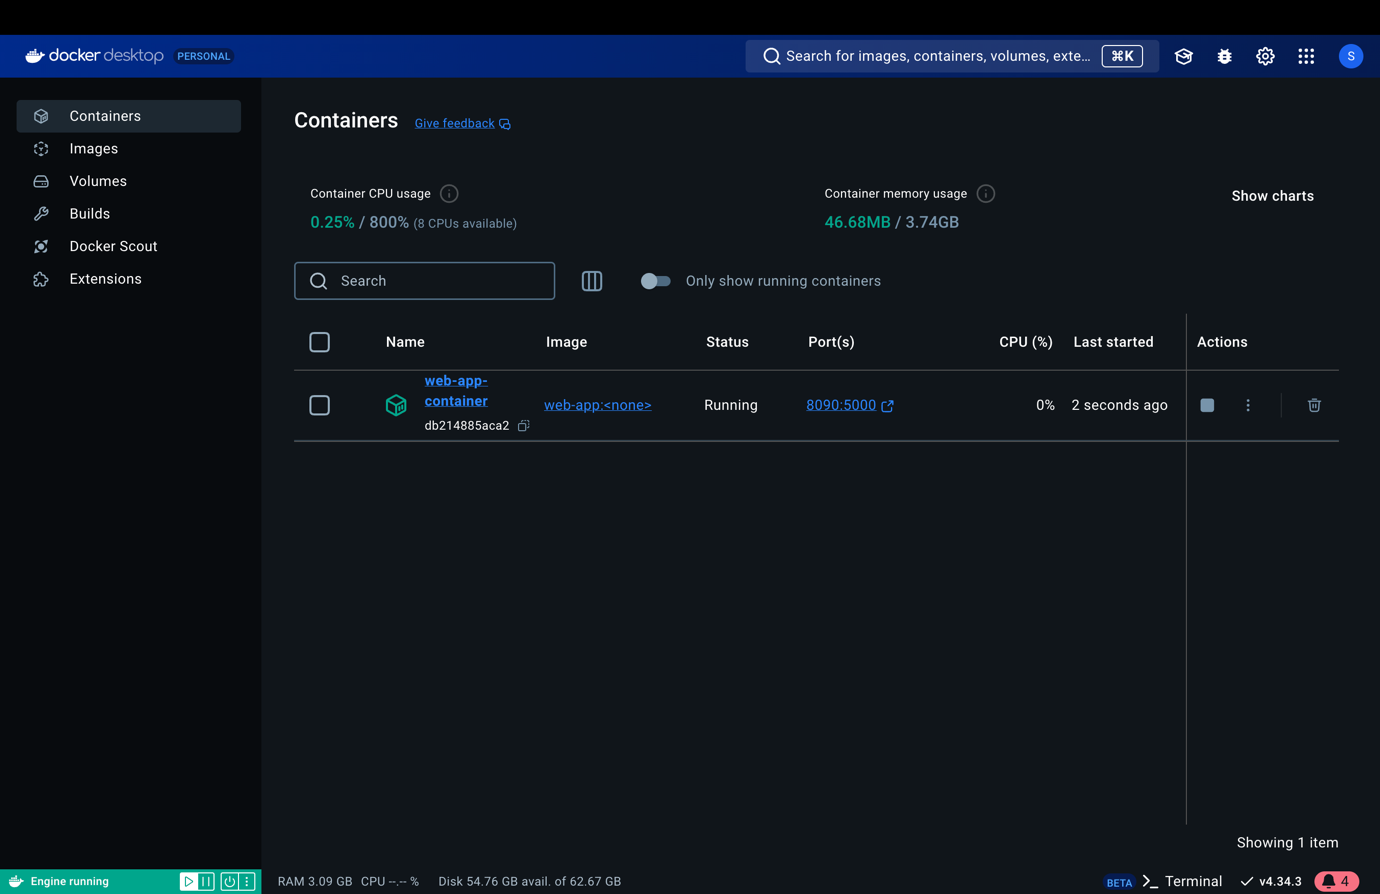 docker desktop PERSONAL
Search for images, containers, volumes, exte... ⌘K
S
Containers
Images
Volumes
Builds
Docker Scout
Extensions
Containers Give feedback
Container CPU usage
0.25% / 800% (8 CPUs available)
Container memory usage
46.68MB / 3.74GB
Show charts
Search
Only show running containers
Name Image Status Port(s) CPU (%) Last started Actions
web-app-
container
db214885aca2
web-app:<none>
Running
8090:5000
0%
2 seconds ago
Showing 1 item
Engine running
RAM 3.09 GB CPU --.-- % Disk 54.76 GB avail. of 62.67 GB
BETA >_ Terminal v4.34.3 4